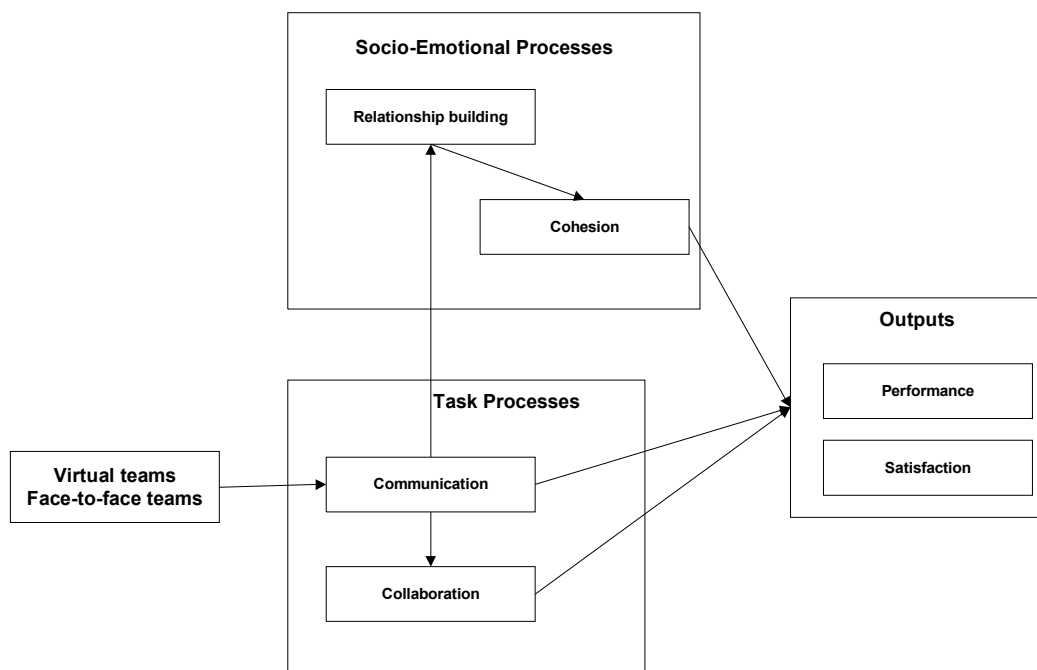 Socio-Emotional Processes
Relationship building
Cohesion
Outputs
Performance
Satisfaction
Task Processes
Communication
Collaboration
Virtual teams
Face-to-face teams